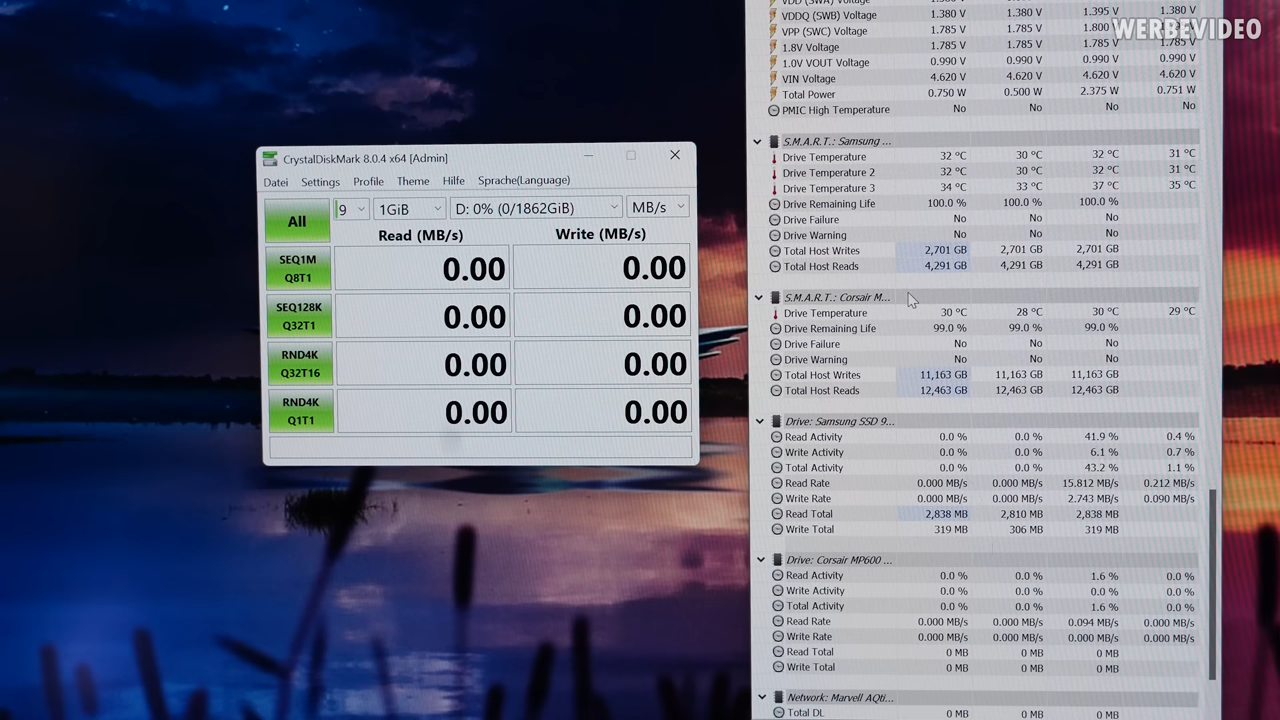 WERBEVIDEO
CrystalDiskMark 8.0.4 x64 [Admin]
Datei Settings Profile Theme Hilfe Sprache(Language)
All 9 1GiB D: 0% (0/1862GiB) MB/s
Read (MB/s) Write (MB/s)
SEQ1M
Q8T1 0.00 0.00
SEQ128K
Q32T1 0.00 0.00
RND4K
Q32T16 0.00 0.00
RND4K
Q1T1 0.00 0.00
VDD (SWA) Voltage
VDDQ (SWB) Voltage 1.380 V 1.380 V 1.395 V 1.380 V
VPP (SWC) Voltage 1.785 V 1.785 V 1.800
1.8V Voltage 1.785 V 1.785 V 1.785 V 1.785 V
1.0V VOUT Voltage 0.990 V 0.990 V 0.990 V 0.990 V
VIN Voltage 4.620 V 4.620 V 4.620 V 4.620 V
Total Power 0.750 W 0.500 W 2.375 W 0.751 W
PMIC High Temperature No No No No
S.M.A.R.T.: Samsung ...
Drive Temperature 32 °C 30 °C 32 °C 31 °C
Drive Temperature 2 32 °C 30 °C 32 °C 31 °C
Drive Temperature 3 34 °C 33 °C 37 °C 35 °C
Drive Remaining Life 100.0 % 100.0 % 100.0 %
Drive Failure No No No
Drive Warning No No No
Total Host Writes 2,701 GB 2,701 GB 2,701 GB
Total Host Reads 4,291 GB 4,291 GB 4,291 GB
S.M.A.R.T.: Corsair M...
Drive Temperature 30 °C 28 °C 30 °C 29 °C
Drive Remaining Life 99.0 % 99.0 % 99.0 %
Drive Failure No No No
Drive Warning No No No
Total Host Writes 11,163 GB 11,163 GB 11,163 GB
Total Host Reads 12,463 GB 12,463 GB 12,463 GB
Drive: Samsung SSD 9...
Read Activity 0.0 % 0.0 % 41.9 % 0.4 %
Write Activity 0.0 % 0.0 % 6.1 % 0.7 %
Total Activity 0.0 % 0.0 % 43.2 % 1.1 %
Read Rate 0.000 MB/s 0.000 MB/s 15.812 MB/s 0.212 MB/s
Write Rate 0.000 MB/s 0.000 MB/s 2.743 MB/s 0.090 MB/s
Read Total 2,838 MB 2,810 MB 2,838 MB
Write Total 319 MB 306 MB 319 MB
Drive: Corsair MP600 ...
Read Activity 0.0 % 0.0 % 1.6 % 0.0 %
Write Activity 0.0 % 0.0 % 0.0 % 0.0 %
Total Activity 0.0 % 0.0 % 1.6 % 0.0 %
Read Rate 0.000 MB/s 0.000 MB/s 0.094 MB/s 0.000 MB/s
Write Rate 0.000 MB/s 0.000 MB/s 0.000 MB/s 0.000 MB/s
Read Total 0 MB 0 MB 0 MB
Write Total 0 MB 0 MB 0 MB
Network: Marvell AQti...
Total DL 0 MB 0 MB 0 MB